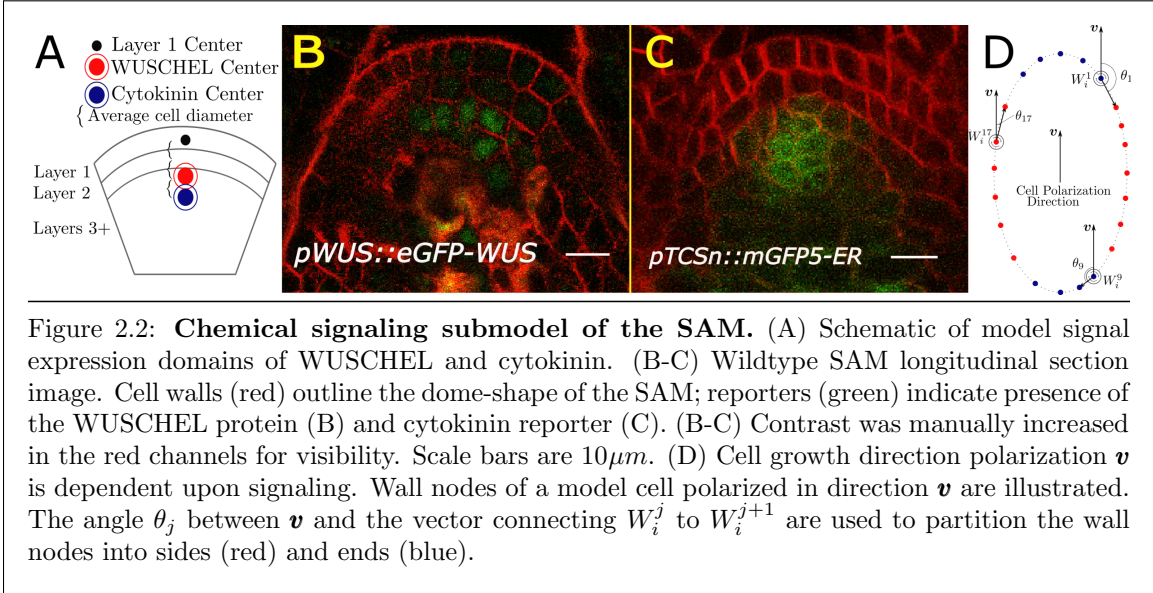 A
Layer 1 Center
WUSCHEL Center
Cytokinin Center
{ Average cell diameter
Layer 1
Layer 2
Layers 3+
B
pWUS::eGFP-WUS
C
pTCSn::mGFP5-ER
D
v
W_i^1
θ_1
v
W_i^17
θ_17
v
Cell Polarization
Direction
v
θ_9
W_i^9
Figure 2.2: Chemical signaling submodel of the SAM. (A) Schematic of model signal
expression domains of WUSCHEL and cytokinin. (B-C) Wildtype SAM longitudinal section
image. Cell walls (red) outline the dome-shape of the SAM; reporters (green) indicate presence of
the WUSCHEL protein (B) and cytokinin reporter (C). (B-C) Contrast was manually increased
in the red channels for visibility. Scale bars are 10μm. (D) Cell growth direction polarization v
is dependent upon signaling. Wall nodes of a model cell polarized in direction v are illustrated.
The angle θ_j between v and the vector connecting W_i^j to W_i^{j+1} are used to partition the wall
nodes into sides (red) and ends (blue).